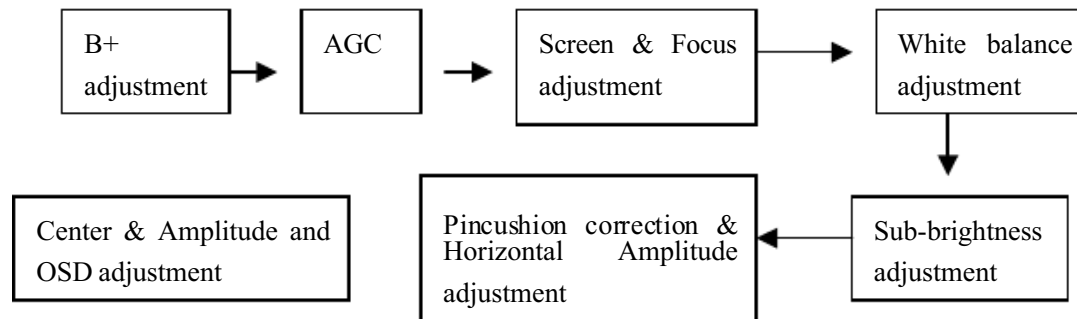 B+
adjustment
AGC
Screen & Focus
adjustment
White balance
adjustment
Center & Amplitude and
OSD adjustment
Pincushion correction &
Horizontal Amplitude
adjustment
Sub-brightness
adjustment